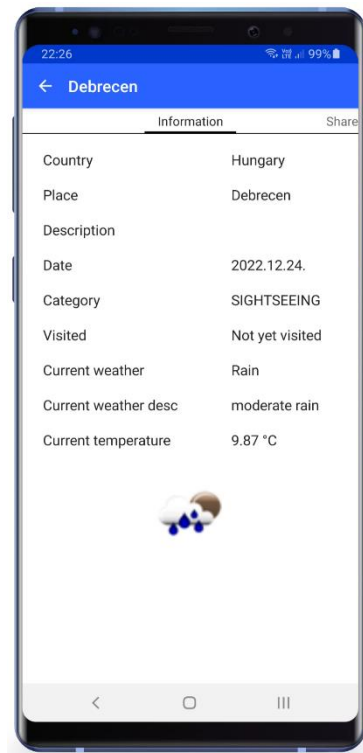 22:26 99%
Debrecen
Information Share
Country Hungary
Place Debrecen
Description
Date 2022.12.24.
Category SIGHTSEEING
Visited Not yet visited
Current weather Rain
Current weather desc moderate rain
Current temperature 9.87 °C